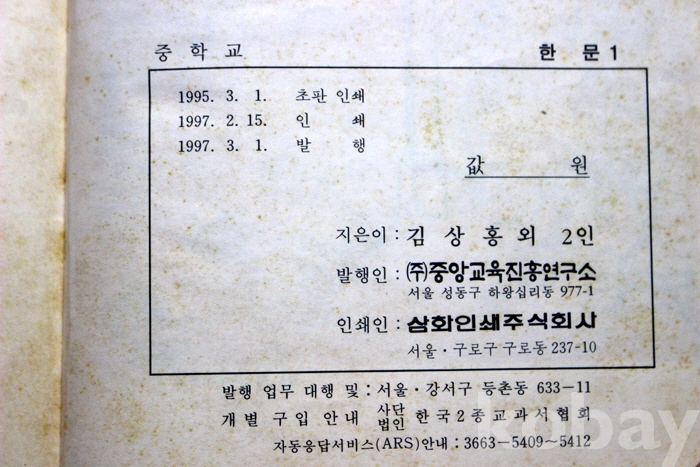 중 학 교 한 문 1
1995. 3. 1. 초판 인쇄
1997. 2. 15. 인 쇄
1997. 3. 1. 발 행
값 원
지은이 : 김 상 홍 외 2인
발행인 : ㈜중앙교육진흥연구소
서울 성동구 하왕십리동 977-1
인쇄인 : 삼화인쇄주식회사
서울 · 구로구 구로동 237-10
발행 업무 대행 및 : 서울 · 강서구 등촌동 633-11
개별 구입 안내 사단법인 한국2종교과서협회
자동응답서비스(ARS)안내 : 3663-5409~5412
kobay